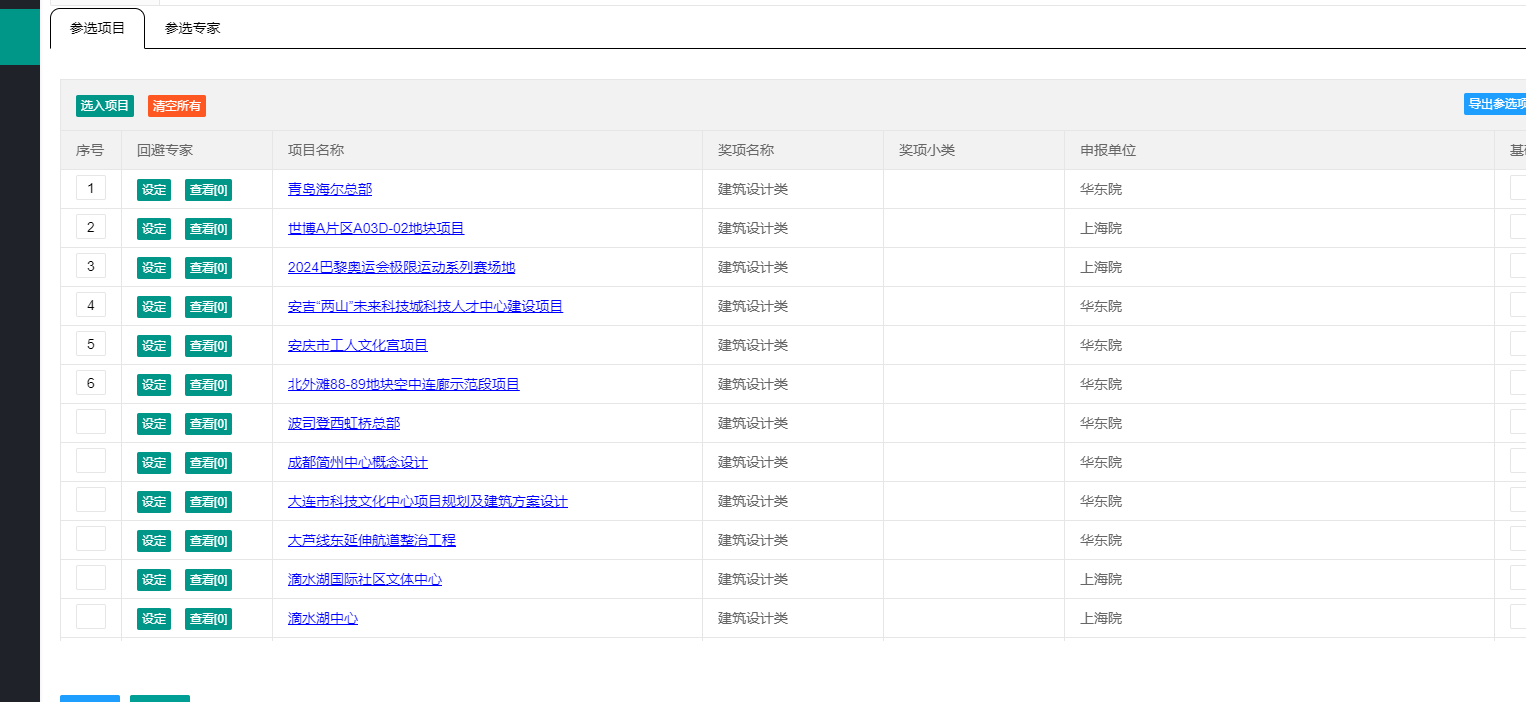 参选项目 参选专家
选入项目 清空所有 导出参选项
序号 回避专家 项目名称 奖项名称 奖项小类 申报单位
1 设定 查看[0] 青岛海尔总部 建筑设计类 华东院
2 设定 查看[0] 世博A片区A03D-02地块项目 建筑设计类 上海院
3 设定 查看[0] 2024巴黎奥运会极限运动系列赛场地 建筑设计类 上海院
4 设定 查看[0] 安吉“两山”未来科技城科技人才中心建设项目 建筑设计类 华东院
5 设定 查看[0] 安庆市工人文化宫项目 建筑设计类 华东院
6 设定 查看[0] 北外滩88-89地块空中连廊示范段项目 建筑设计类 华东院
设定 查看[0] 波司登西虹桥总部 建筑设计类 华东院
设定 查看[0] 成都简州中心概念设计 建筑设计类 华东院
设定 查看[0] 大连市科技文化中心项目规划及建筑方案设计 建筑设计类 华东院
设定 查看[0] 大芦线东延伸航道整治工程 建筑设计类 华东院
设定 查看[0] 滴水湖国际社区文体中心 建筑设计类 上海院
设定 查看[0] 滴水湖中心 建筑设计类 上海院